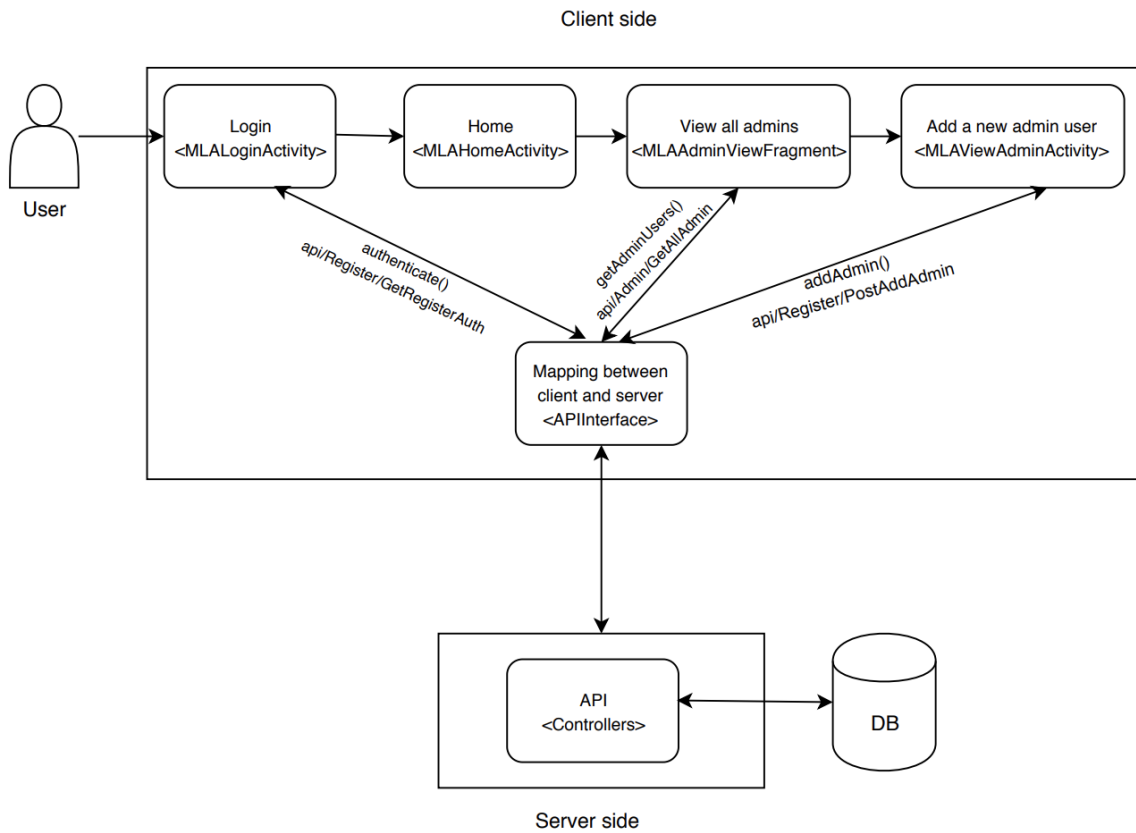 Client side
Login
<MLALoginActivity>
Home
<MLAHomeActivity>
View all admins
<MLAAdminViewFragment>
Add a new admin user
<MLAViewAdminActivity>
User
authenticate()
api/Register/GetRegisterAuth
getAdminUsers()
api/Admin/GetAllAdmin
addAdmin()
api/Register/PostAddAdmin
Mapping between
client and server
<APIInterface>
API
<Controllers>
DB
Server side